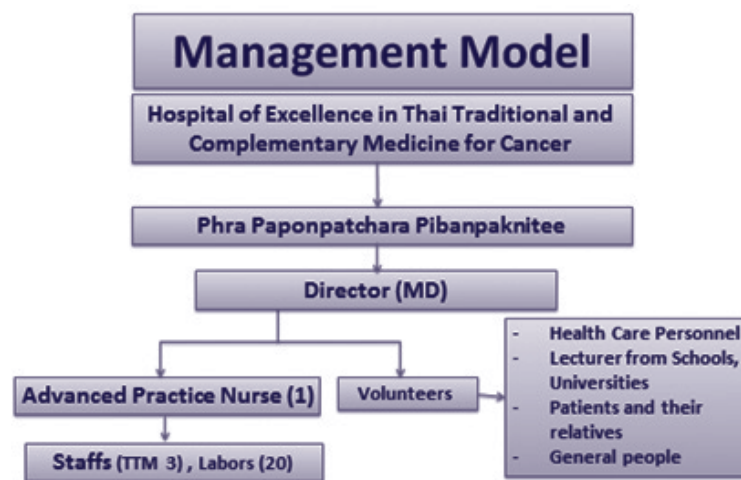 Management Model
Hospital of Excellence in Thai Traditional and
Complementary Medicine for Cancer
Phra Paponpatchara Pibanpaknitee
Director (MD)
Advanced Practice Nurse (1)
Volunteers
- Health Care Personnel
- Lecturer from Schools,
Universities
- Patients and their
relatives
- General people
Staffs (TTM 3) , Labors (20)